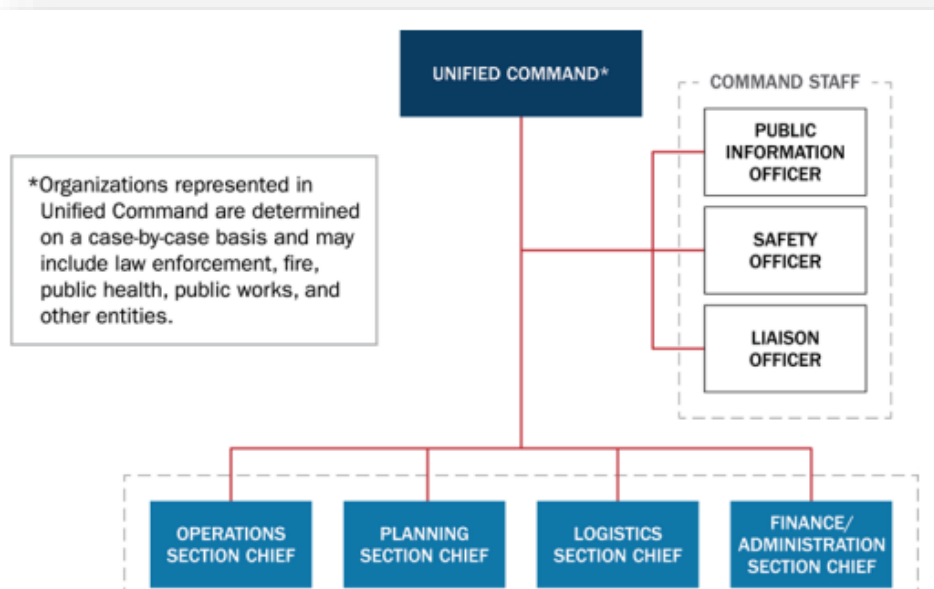 UNIFIED COMMAND*
COMMAND STAFF
PUBLIC
INFORMATION
OFFICER
*Organizations represented in
Unified Command are determined
on a case-by-case basis and may
include law enforcement, fire,
public health, public works, and
other entities.
SAFETY
OFFICER
LIAISON
OFFICER
OPERATIONS
SECTION CHIEF
PLANNING
SECTION CHIEF
LOGISTICS
SECTION CHIEF
FINANCE/
ADMINISTRATION
SECTION CHIEF